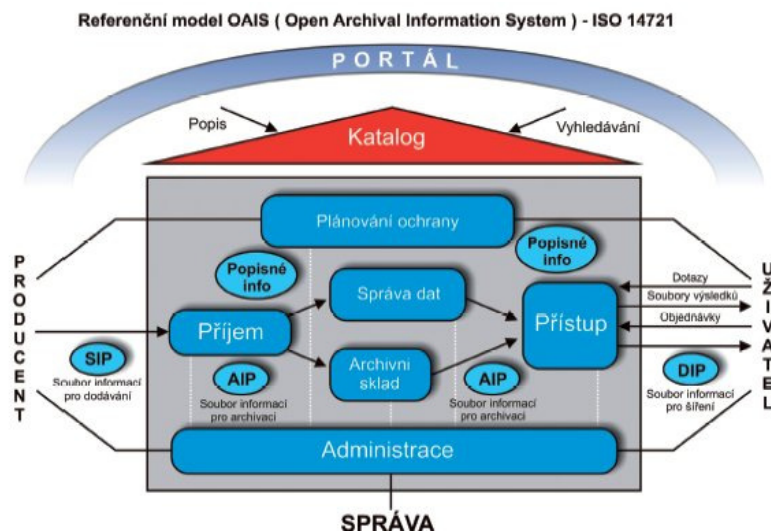 Referenční model OAIS ( Open Archival Information System ) - ISO 14721
PORTÁL
Popis
Vyhledávání
Katalog
Plánování ochrany
Popisné
info
Popisné
info
PRODUCENT
UŽIVATEL
Správa dat
Příjem
Přístup
Dotazy
Soubory výsledků
Objednávky
SIP
Soubor informací
pro dodávání
AIP
Soubor informací
pro archivaci
Archivní
sklad
AIP
Soubor informací
pro archivaci
DIP
Soubor informací
pro šíření
Administrace
SPRÁVA